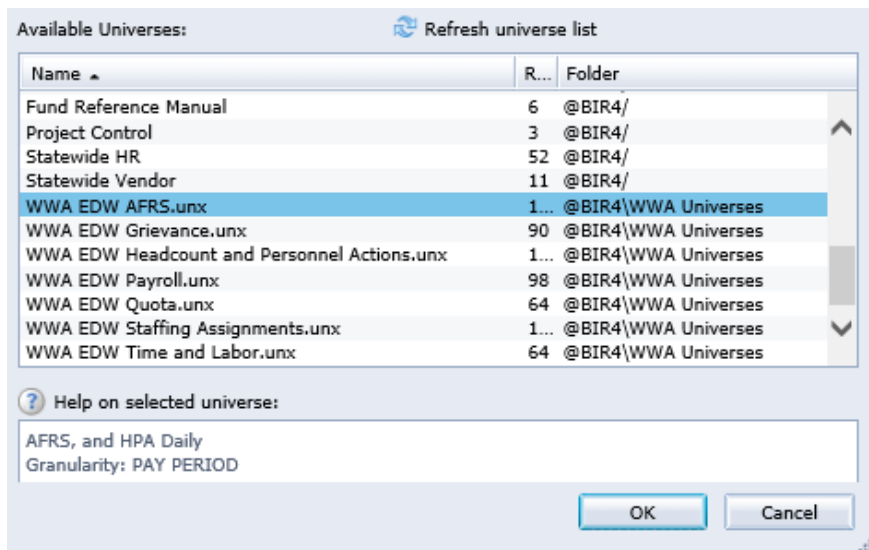 Available Universes: Refresh universe list
Name R... Folder
Fund Reference Manual 6 @BIR4/
Project Control 3 @BIR4/
Statewide HR 52 @BIR4/
Statewide Vendor 11 @BIR4/
WWA EDW AFRS.unx 1... @BIR4\WWA Universes
WWA EDW Grievance.unx 90 @BIR4\WWA Universes
WWA EDW Headcount and Personnel Actions.unx 1... @BIR4\WWA Universes
WWA EDW Payroll.unx 98 @BIR4\WWA Universes
WWA EDW Quota.unx 64 @BIR4\WWA Universes
WWA EDW Staffing Assignments.unx 1... @BIR4\WWA Universes
WWA EDW Time and Labor.unx 64 @BIR4\WWA Universes
? Help on selected universe:
AFRS, and HPA Daily
Granularity: PAY PERIOD
OK Cancel